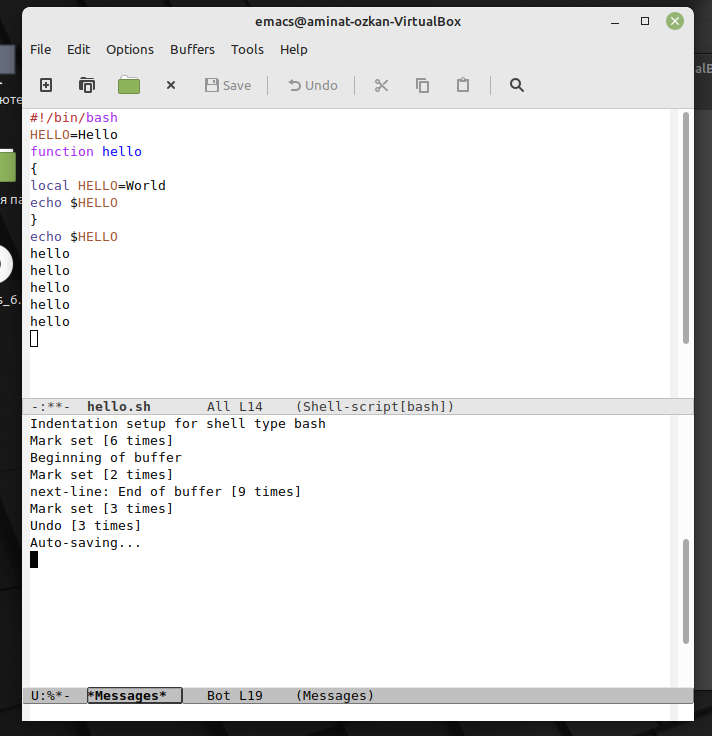 emacs@aminat-ozkan-VirtualBox
File Edit Options Buffers Tools Help
Save Undo
#!/bin/bash
HELLO=Hello
function hello
{
local HELLO=World
echo $HELLO
}
echo $HELLO
hello
hello
hello
hello
hello
-:**- hello.sh All L14 (Shell-script[bash])
Indentation setup for shell type bash
Mark set [6 times]
Beginning of buffer
Mark set [2 times]
next-line: End of buffer [9 times]
Mark set [3 times]
Undo [3 times]
Auto-saving...
U:%*- *Messages* Bot L19 (Messages)